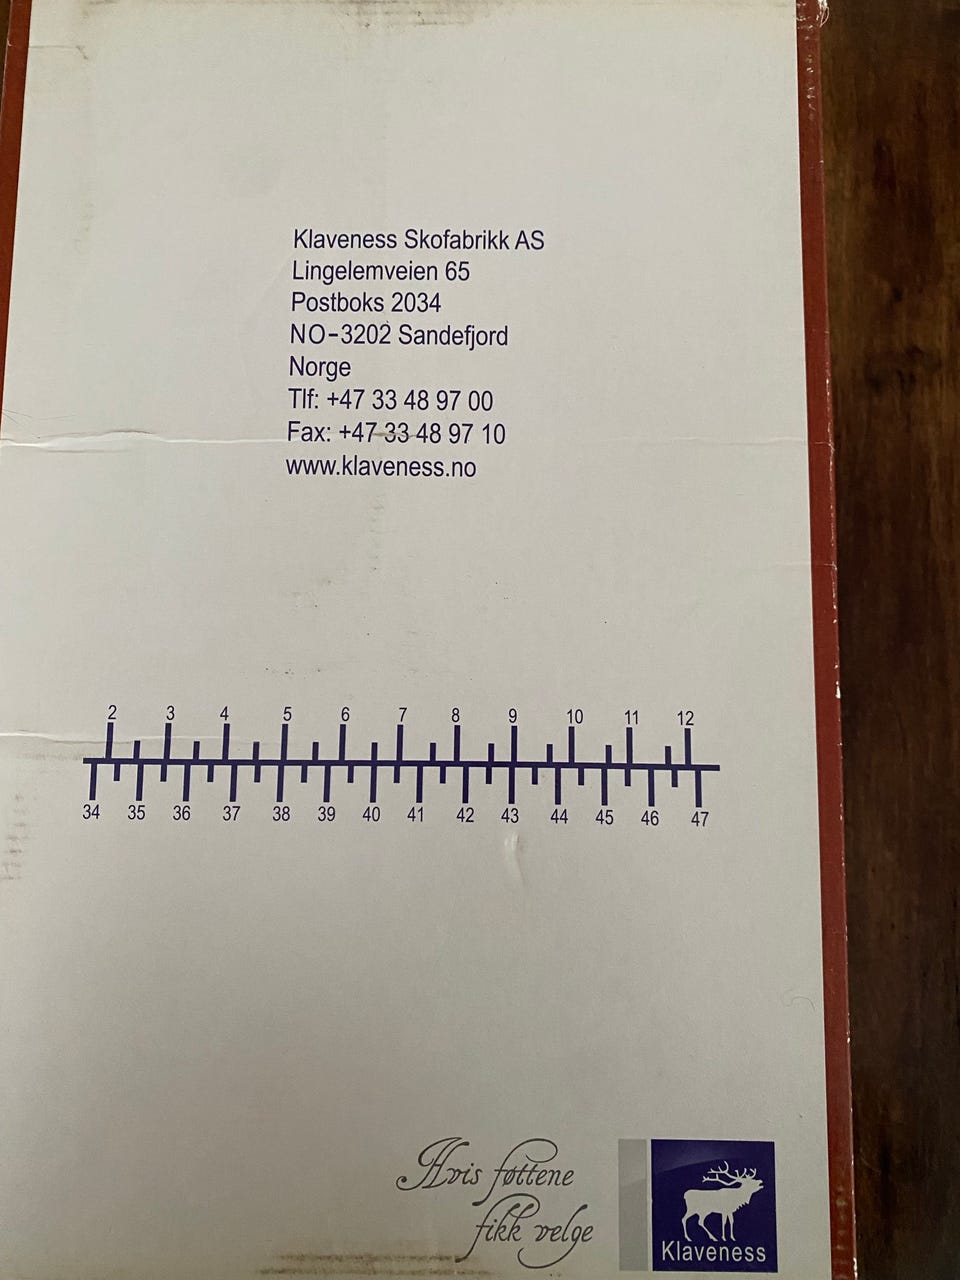 Klaveness Skofabrikk AS
Lingelemveien 65
Postboks 2034
NO-3202 Sandefjord
Norge
Tlf: +47 33 48 97 00
Fax: +47 33 48 97 10
www.klaveness.no
2 3 4 5 6 7 8 9 10 11 12
34 35 36 37 38 39 40 41 42 43 44 45 46 47
Hvis føttene
fikk velge
Klaveness